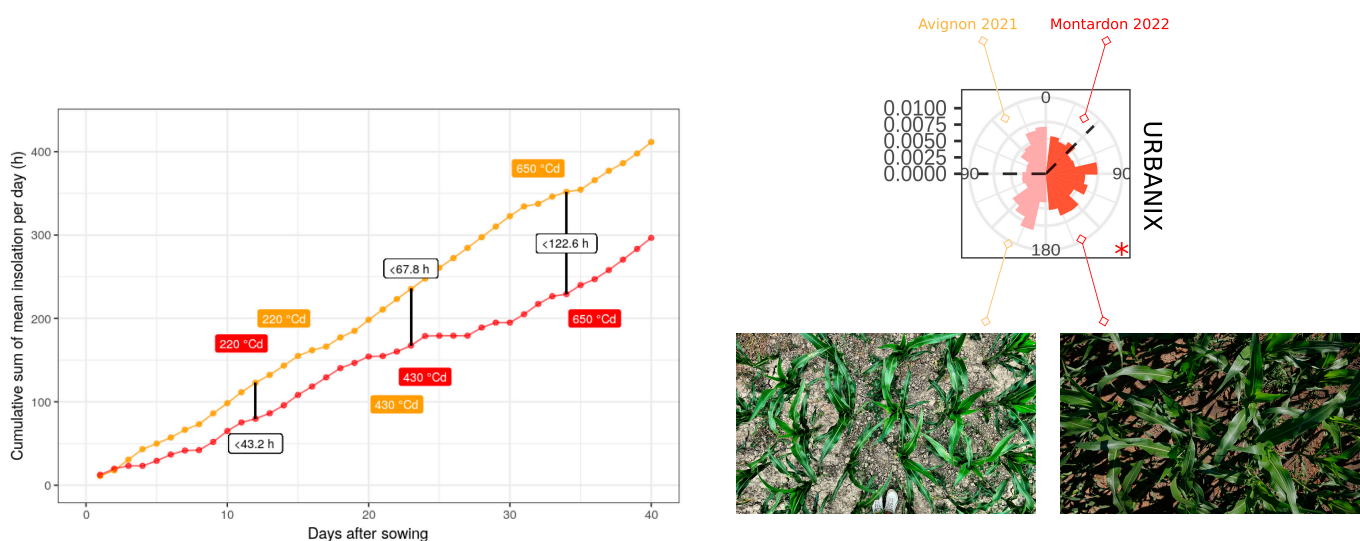 Avignon 2021
Montardon 2022
Cumulative sum of mean insolation per day (h)
400
300
200
100
0
650 °Cd
<122.6 h
<67.8 h
220 °Cd
220 °Cd
650 °Cd
430 °Cd
430 °Cd
<43.2 h
0
10
20
30
40
Days after sowing
0.0100
0.0075
0.0050
0.0025
0.0000
0
90
90
180
*
URBANIX